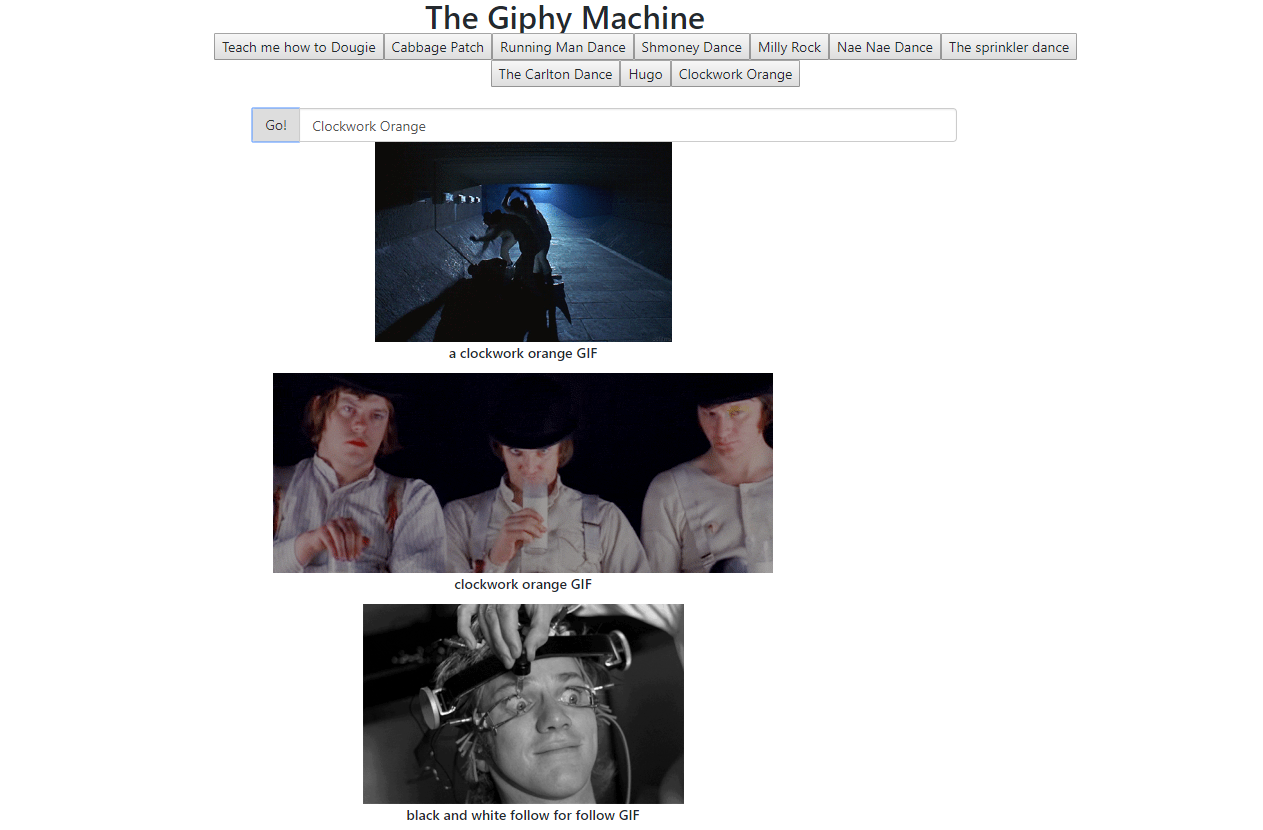 The Giphy Machine
Teach me how to Dougie Cabbage Patch Running Man Dance Shmoney Dance Milly Rock Nae Nae Dance The sprinkler dance
The Carlton Dance Hugo Clockwork Orange
Go! Clockwork Orange
a clockwork orange GIF
clockwork orange GIF
black and white follow for follow GIF